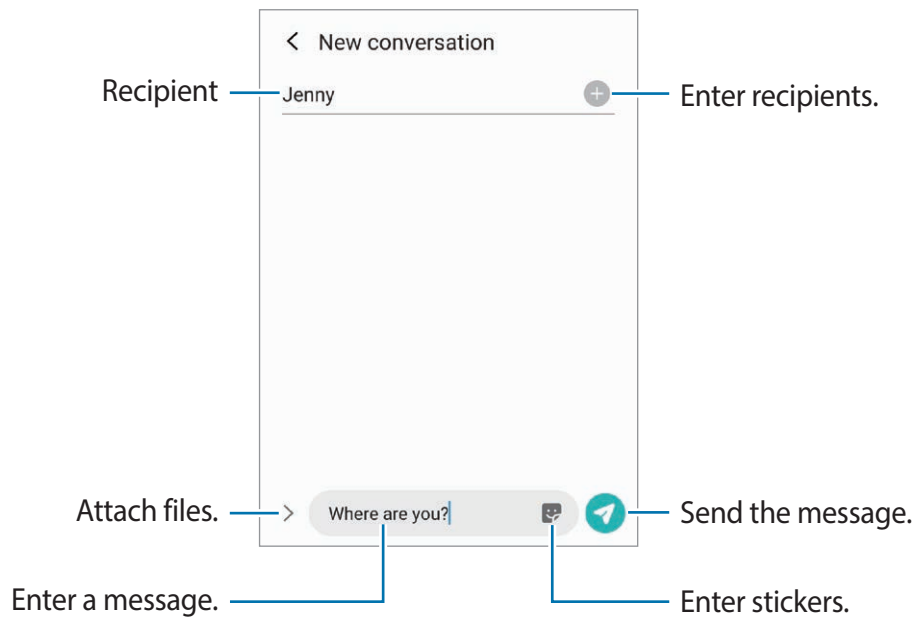 New conversation
Recipient
Jenny
Enter recipients.
Attach files.
Where are you?
Send the message.
Enter a message.
Enter stickers.